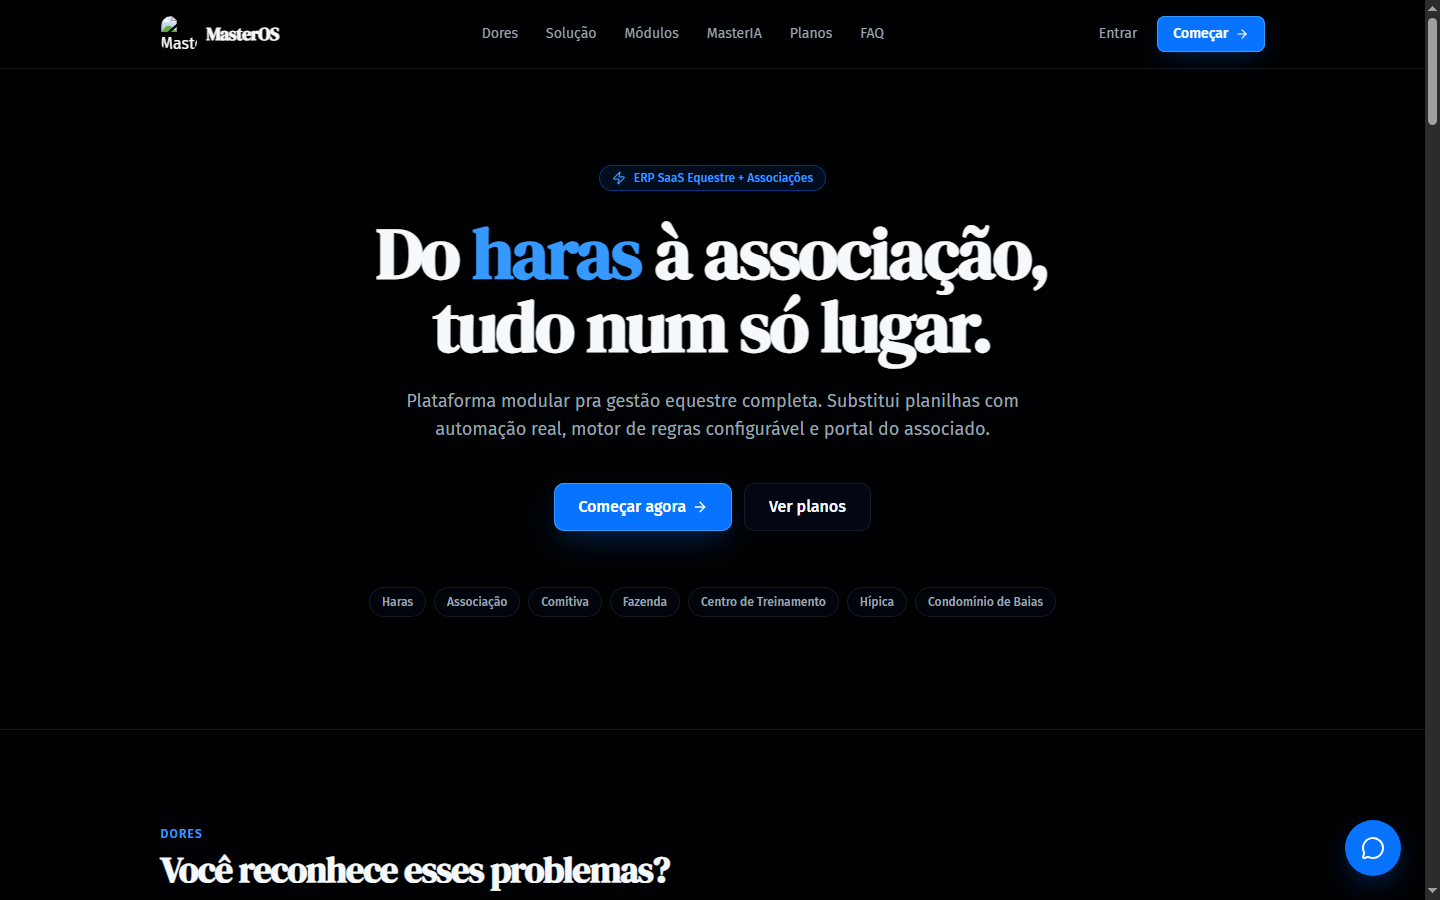 Mast
MasterOS
Dores
Solução
Módulos
MasterIA
Planos
FAQ
Entrar
Começar
ERP SaaS Equestre + Associações
Do haras à associação,
tudo num só lugar.
Plataforma modular pra gestão equestre completa. Substitui planilhas com
automação real, motor de regras configurável e portal do associado.
Começar agora
Ver planos
Haras
Associação
Comitiva
Fazenda
Centro de Treinamento
Hípica
Condomínio de Baias
DORES
Você reconhece esses problemas?